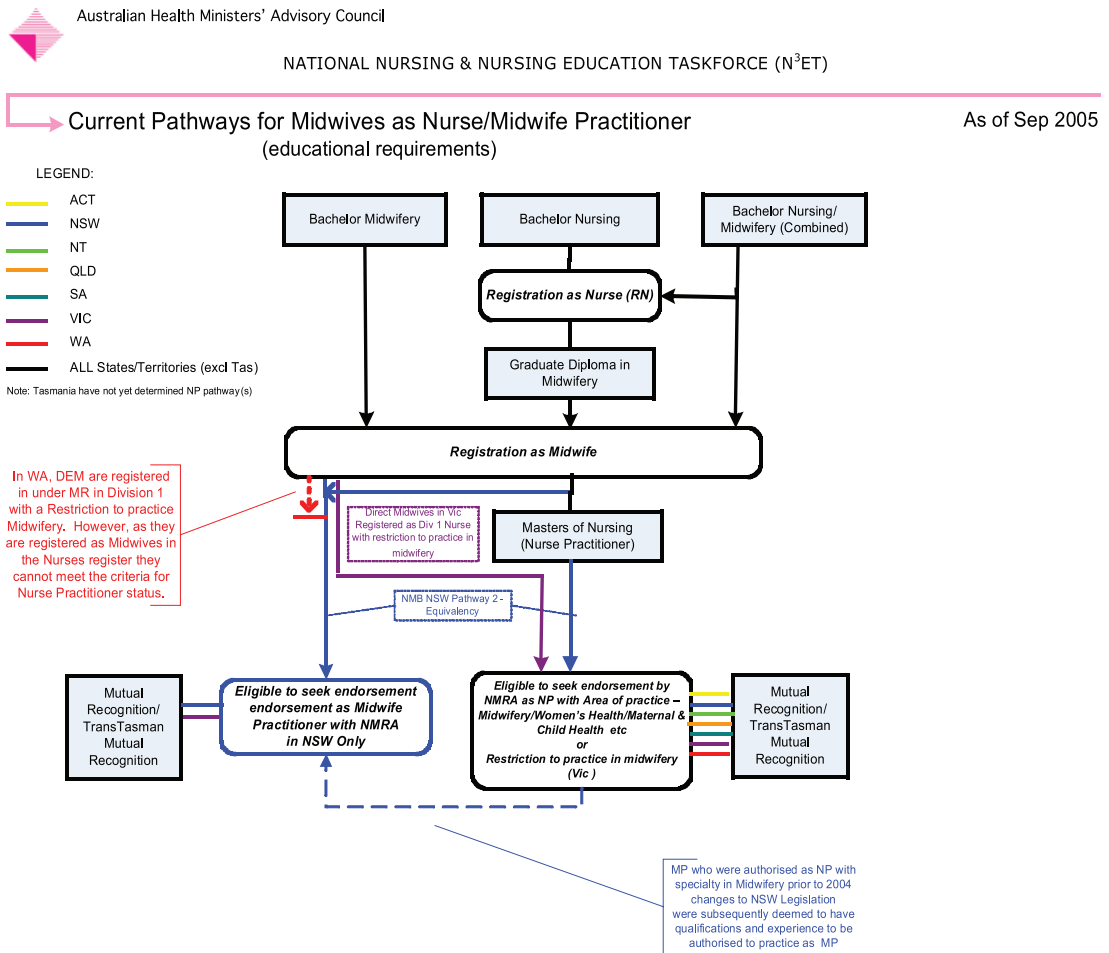 Australian Health Ministers' Advisory Council
NATIONAL NURSING & NURSING EDUCATION TASKFORCE (N³ET)
Current Pathways for Midwives as Nurse/Midwife Practitioner
(educational requirements)
As of Sep 2005
LEGEND:
ACT
NSW
NT
QLD
SA
VIC
WA
ALL States/Territories (excl Tas)
Note: Tasmania have not yet determined NP pathway(s)
Bachelor Midwifery
Bachelor Nursing
Bachelor Nursing/
Midwifery (Combined)
Registration as Nurse (RN)
Graduate Diploma in
Midwifery
Registration as Midwife
In WA, DEM are registered
in under MR in Division 1
with a Restriction to practice
Midwifery. However, as they
are registered as Midwives in
the Nurses register they
cannot meet the criteria for
Nurse Practitioner status.
Direct Midwives in Vic
Registered as Div 1 Nurse
with restriction to practice in
midwifery
Masters of Nursing
(Nurse Practitioner)
NMB NSW Pathway 2 -
Equivalency
Mutual
Recognition/
TransTasman
Mutual
Recognition
Eligible to seek endorsement
endorsement as Midwife
Practitioner with NMRA
in NSW Only
Eligible to seek endorsement by
NMRA as NP with Area of practice –
Midwifery/Women's Health/Maternal &
Child Health etc
or
Restriction to practice in midwifery
(Vic )
Mutual
Recognition/
TransTasman
Mutual
Recognition
MP who were authorised as NP with
specialty in Midwifery prior to 2004
changes to NSW Legislation
were subsequently deemed to have
qualifications and experience to be
authorised to practice as MP